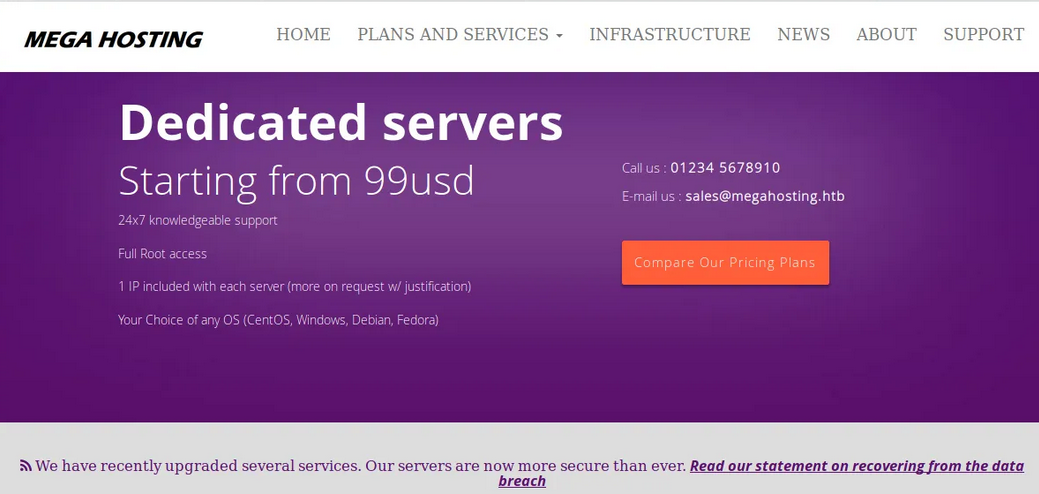 MEGA HOSTING
HOME PLANS AND SERVICES INFRASTRUCTURE NEWS ABOUT SUPPORT
Dedicated servers
Starting from 99usd
24x7 knowledgeable support
Full Root access
1 IP included with each server (more on request w/ justification)
Your Choice of any OS (CentOS, Windows, Debian, Fedora)
Call us : 01234 5678910
E-mail us : sales@megahosting.htb
Compare Our Pricing Plans
We have recently upgraded several services. Our servers are now more secure than ever. Read our statement on recovering from the data
breach